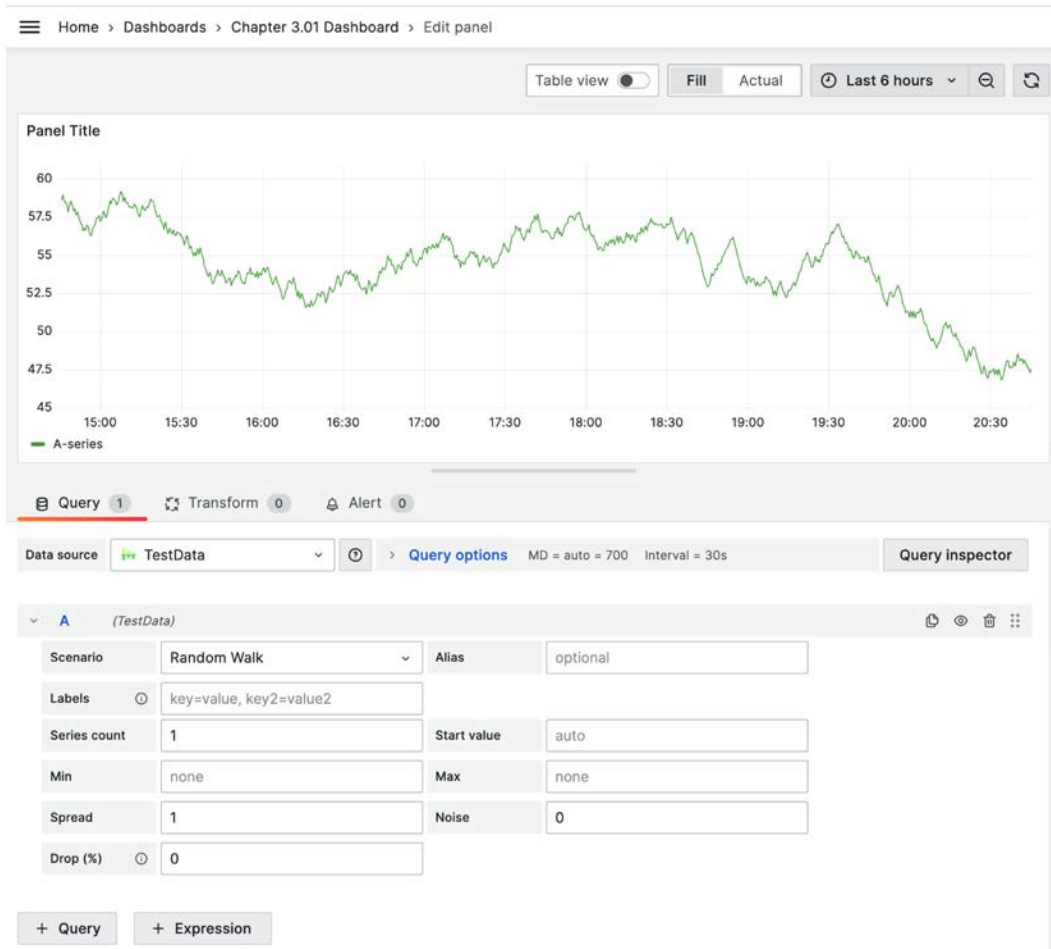 Home > Dashboards > Chapter 3.01 Dashboard > Edit panel
Table view Fill Actual Last 6 hours
Panel Title
60
57.5
55
52.5
50
47.5
45
15:00 15:30 16:00 16:30 17:00 17:30 18:00 18:30 19:00 19:30 20:00 20:30
A-series
Query 1 Transform 0 Alert 0
Data source TestData > Query options MD = auto = 700 Interval = 30s Query inspector
A (TestData)
Scenario Random Walk Alias optional
Labels key=value, key2=value2
Series count 1 Start value auto
Min none Max none
Spread 1 Noise 0
Drop (%) 0
+ Query + Expression